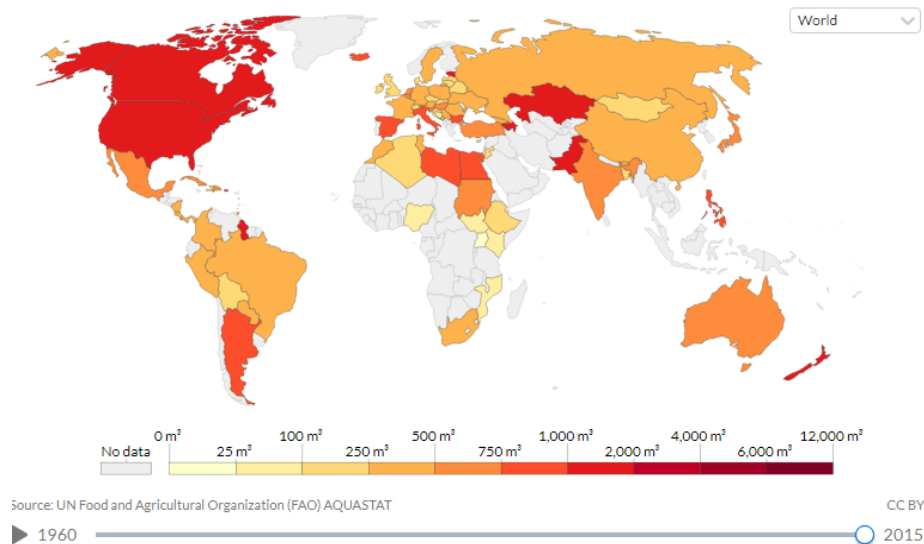 World
0 m³ 100 m³ 500 m³ 1,000 m³ 4,000 m³ 12,000 m³
No data 25 m³ 250 m³ 750 m³ 2,000 m³ 6,000 m³
Source: UN Food and Agricultural Organization (FAO) AQUASTAT CC BY
1960 2015